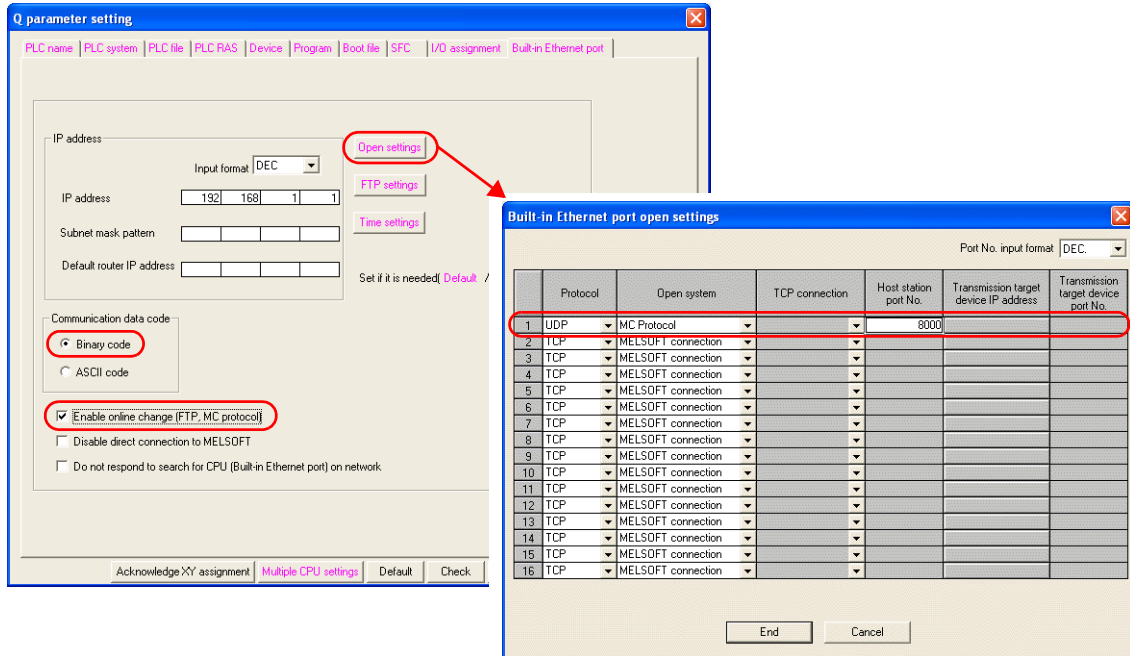 Q parameter setting
PLC name PLC system PLC file PLC RAS Device Program Boot file SFC I/O assignment Built-in Ethernet port
IP address
Input format DEC
IP address 192 168 1 1
Subnet mask pattern
Default router IP address
Open settings
FTP settings
Time settings
Set if it is needed( Default /
Communication data code
Binary code
ASCII code
Enable online change (FTP, MC protocol)
Disable direct connection to MELSOFT
Do not respond to search for CPU (Built-in Ethernet port) on network
Acknowledge XY assignment Multiple CPU settings Default Check
Built-in Ethernet port open settings
Port No. input format DEC.
Protocol Open system TCP connection Host station port No. Transmission target device IP address Transmission target device port No.
1 UDP MC Protocol 8000
2 TCP MELSOFT connection
3 TCP MELSOFT connection
4 TCP MELSOFT connection
5 TCP MELSOFT connection
6 TCP MELSOFT connection
7 TCP MELSOFT connection
8 TCP MELSOFT connection
9 TCP MELSOFT connection
10 TCP MELSOFT connection
11 TCP MELSOFT connection
12 TCP MELSOFT connection
13 TCP MELSOFT connection
14 TCP MELSOFT connection
15 TCP MELSOFT connection
16 TCP MELSOFT connection
End Cancel